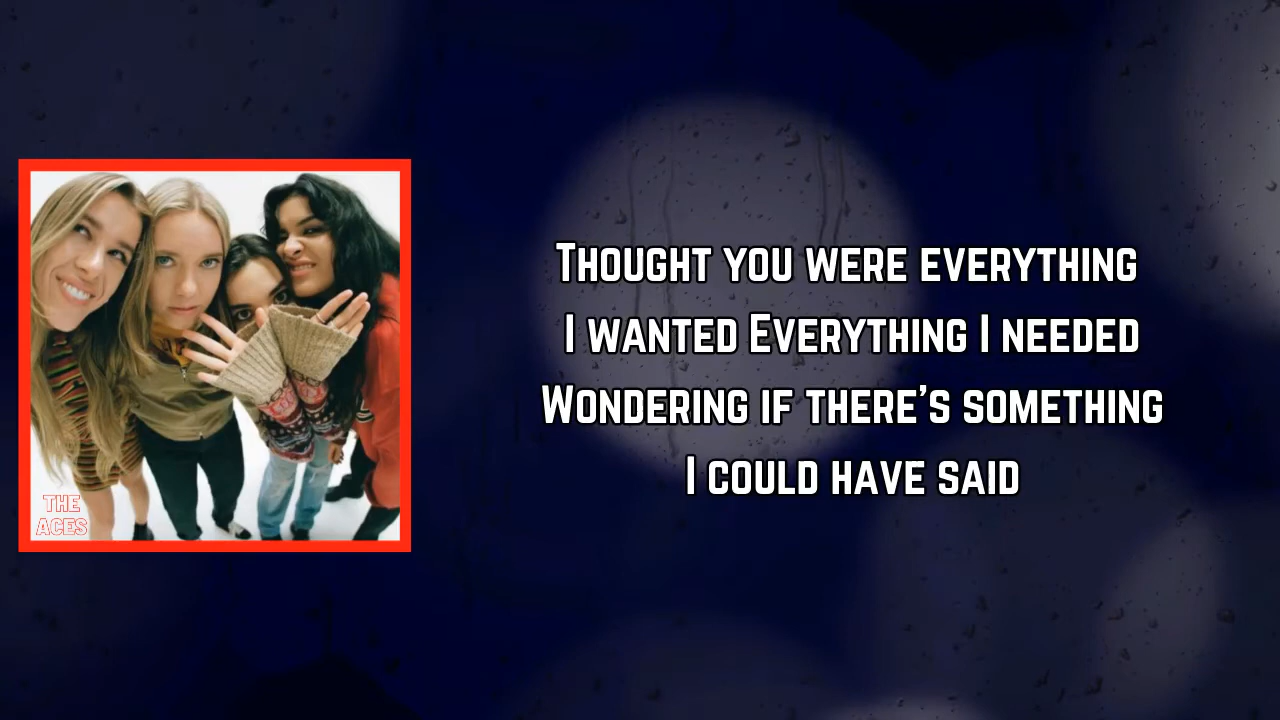 THE
ACES
Thought you were everything
I wanted Everything I needed
Wondering if there's something
I could have said